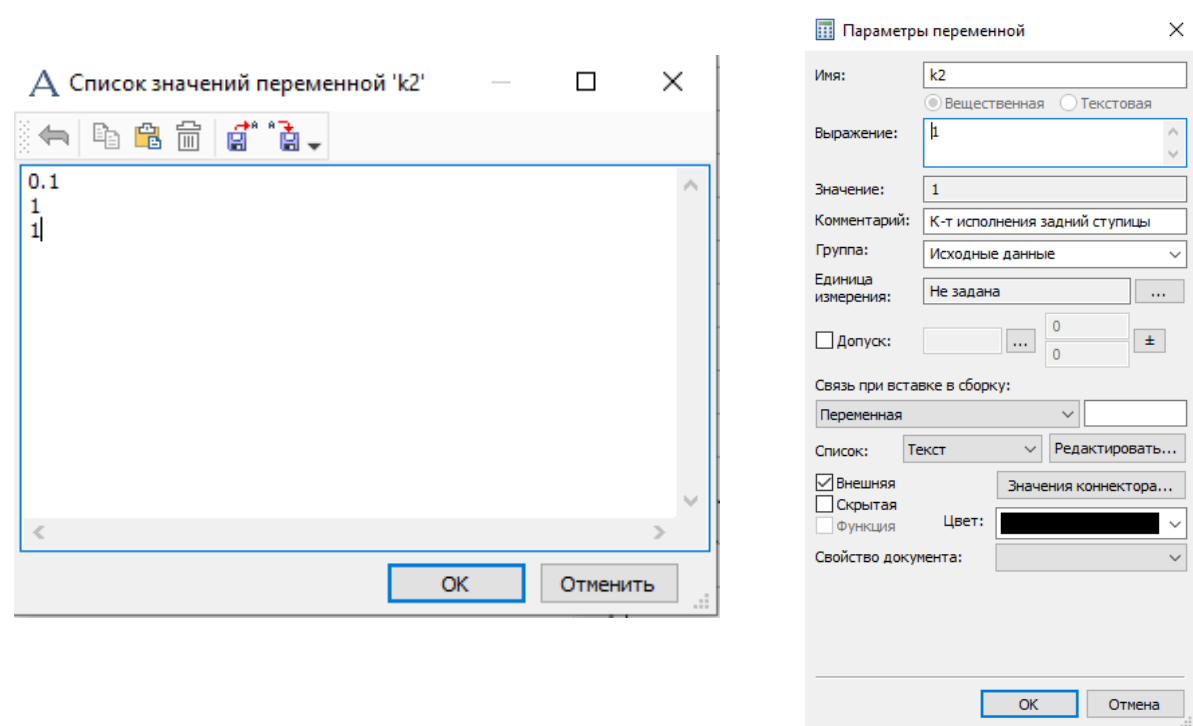 Список значений переменной 'k2'
0.1
1
1
ОК
Отменить
Параметры переменной
Имя:
k2
Вещественная
Текстовая
Выражение:
1
Значение:
1
Комментарий:
К-т исполнения задний ступицы
Группа:
Исходные данные
Единица
измерения:
Не задана
...
Допуск:
...
0
0
±
Связь при вставке в сборку:
Переменная
Список:
Текст
Редактировать...
Внешняя
Значения коннектора...
Скрытая
Функция
Цвет:
Свойство документа:
ОК
Отмена